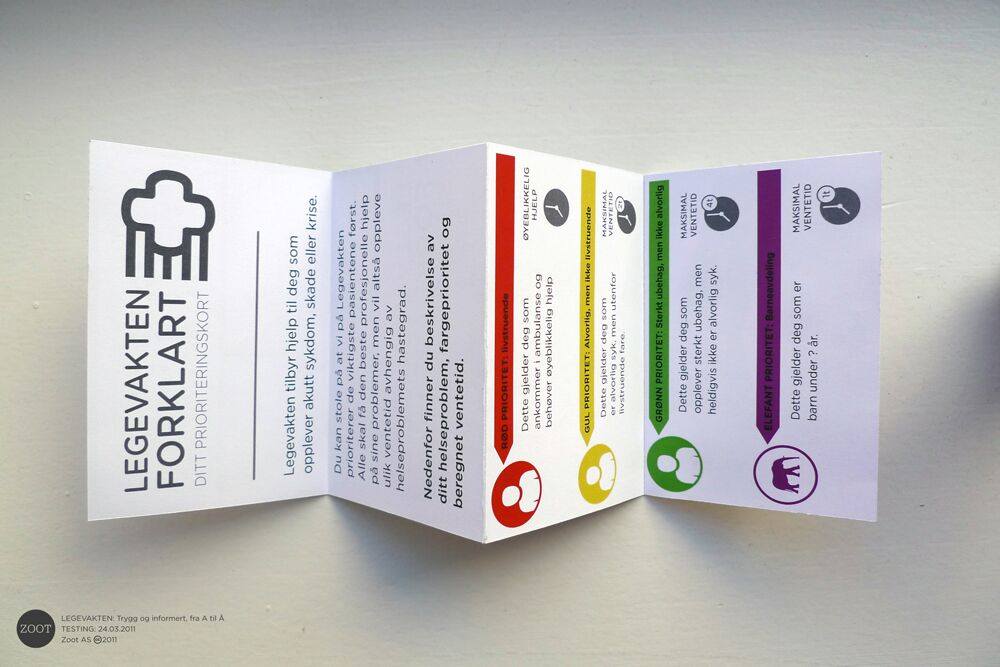 LEGEVAKTEN
FORKLART
DITT PRIORITERINGSKORT
Legevakten tilbyr hjelp til deg som
opplever akutt sykdom, skade eller krise.
Du kan stole på at vi på Legevakten
prioriterer de viktigste pasientene først.
Alle skal få den beste profesjonelle hjelp
på sine problemer, men vil altså oppleve
ulik ventetid avhengig av
helseproblemets hastegrad.
Nedenfor finner du beskrivelse av
ditt helseproblem, fargeprioritet og
beregnet ventetid.
RØD PRIORITET: livstruende
Dette gjelder deg som
ankommer i ambulanse og
behøver øyeblikkelig hjelp
ØYEBLIKKELIG
HJELP
GUL PRIORITET: Alvorlig, men ikke livstruende
Dette gjelder deg som
er alvorlig syk, men utenfor
livstruende fare.
MAKSIMAL
VENTETID
2t
GRØNN PRIORITET: Sterkt ubehag, men ikke alvorlig
Dette gjelder deg som
opplever sterkt ubehag, men
heldigvis ikke er alvorlig syk.
MAKSIMAL
VENTETID
4t
ELEFANT PRIORITET: Barneavdeling
Dette gjelder deg som er
barn under ? år.
MAKSIMAL
VENTETID
1t
ZOOT
LEGEVAKTEN: Trygg og informert, fra A til Å
TESTING: 24.03.2011
Zoot AS cc 2011